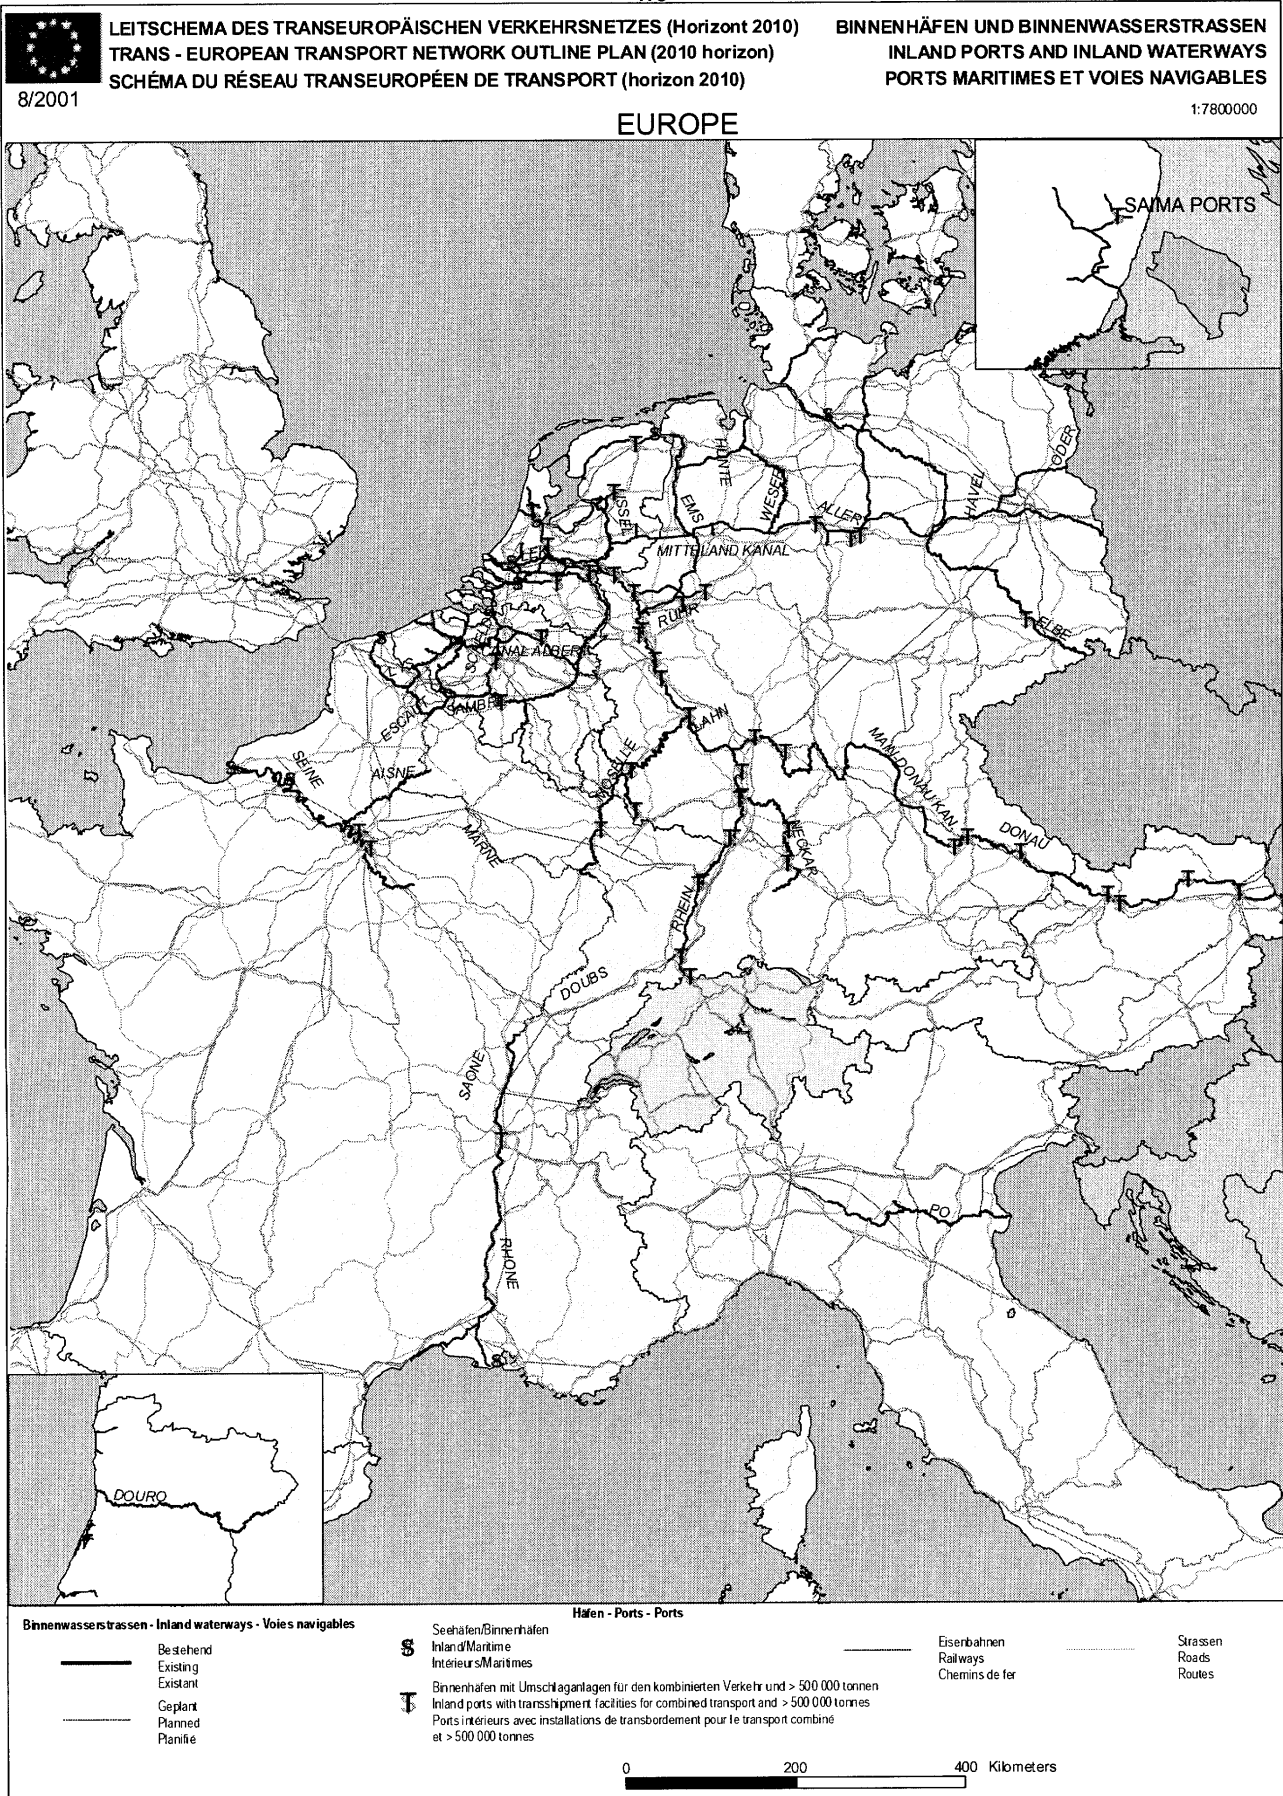 LEITSCHEMA DES TRANSEUROPÄISCHEN VERKEHRSNETZES (Horizont 2010)
TRANS - EUROPEAN TRANSPORT NETWORK OUTLINE PLAN (2010 horizon)
SCHÉMA DU RÉSEAU TRANSEUROPÉEN DE TRANSPORT (horizon 2010)
8/2001
BINNENHÄFEN UND BINNENWASSERSTRASSEN
INLAND PORTS AND INLAND WATERWAYS
PORTS MARITIMES ET VOIES NAVIGABLES
1:7800000
EUROPE
SAIMA PORTS
ODER
HUNTE
HAVEL
WESER
EMS
IJSSEL
ALLER
LEK
MITTELLAND KANAL
RUHR
ELBE
CANAL ALBERT
SAMBRE
ESCAUT
LAHN
MOSELLE
SEINE
AISNE
MAIN DONAU KAN.
MARNE
NECKAR
DONAU
RHEIN
DOUBS
SAONE
PO
RHONE
DOURO
Binnenwasserstrassen - Inland waterways - Voies navigables
Bestehend
Existing
Existant
Geplant
Planned
Planifié
Häfen - Ports - Ports
S
Seehäfen/Binnenhäfen
Inland/Maritime
Intérieurs/Maritimes
T
Binnenhäfen mit Umschlaganlagen für den kombinierten Verkehr und > 500 000 tonnen
Inland ports with transshipment facilities for combined transport and > 500 000 tonnes
Ports intérieurs avec installations de transbordement pour le transport combiné
et > 500 000 tonnes
Eisenbahnen
Railways
Chemins de fer
Strassen
Roads
Routes
0 200 400 Kilometers